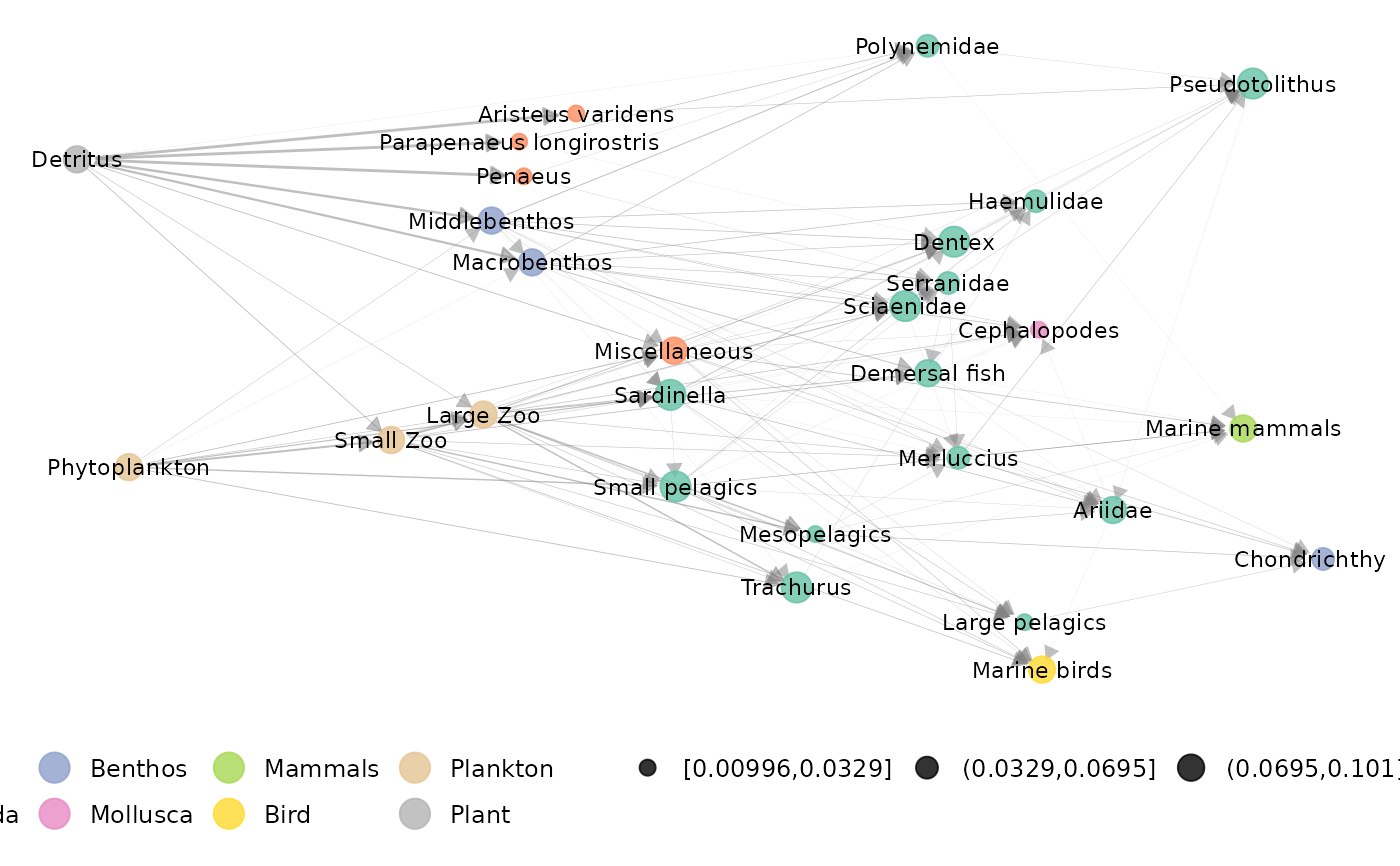 Polynemidae
Pseudotolithus
Aristeus varidens
Parapenaeus longirostris
Detritus
Penaeus
Haemulidae
Middlebenthos
Dentex
Macrobenthos
Serranidae
Sciaenidae
Cephalopodes
Miscellaneous
Demersal fish
Sardinella
Large Zoo
Marine mammals
Small Zoo
Merluccius
Phytoplankton
Small pelagics
Ariidae
Mesopelagics
Chondrichthy
Trachurus
Large pelagics
Marine birds
Benthos Mammals Plankton [0.00996,0.0329] (0.0329,0.0695] (0.0695,0.101]
da Mollusca Bird Plant